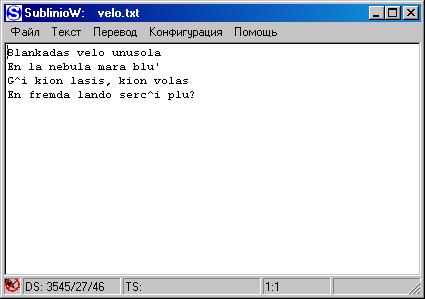 SublinioW: velo.txt
Файл Текст Перевод Конфигурация Помощь
Blankadas velo unusola
En la nebula mara blu'
G^i kion lasis, kion volas
En fremda lando serc^i plu?
DS: 3545/27/46 TS: 1:1